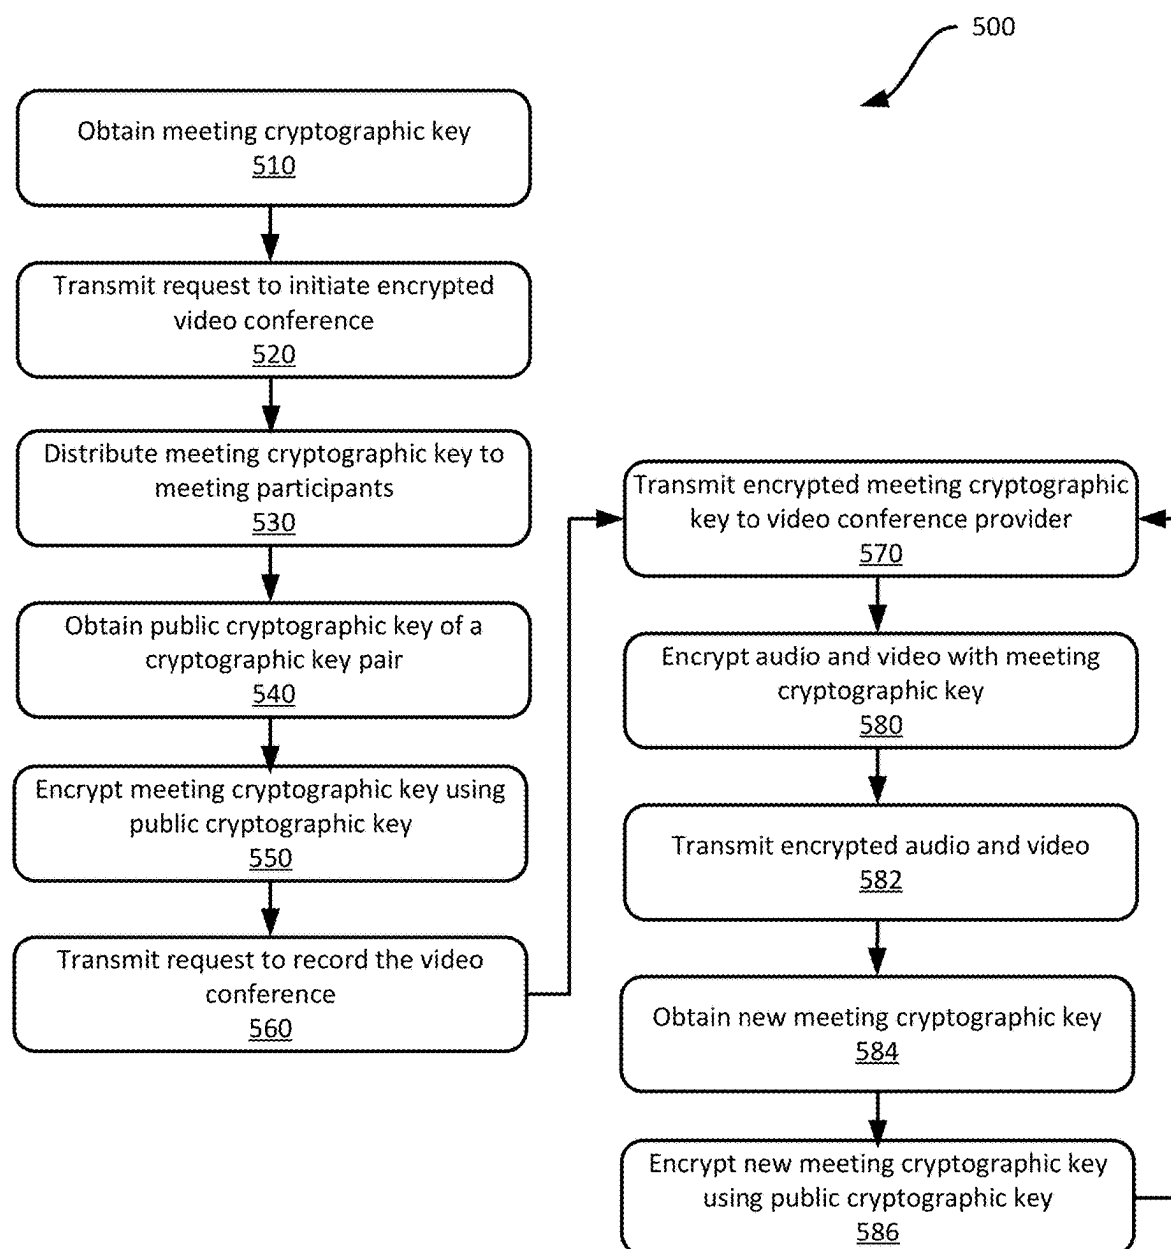 500
Obtain meeting cryptographic key
510
Transmit request to initiate encrypted
video conference
520
Distribute meeting cryptographic key to
meeting participants
530
Obtain public cryptographic key of a
cryptographic key pair
540
Encrypt meeting cryptographic key using
public cryptographic key
550
Transmit request to record the video
conference
560
Transmit encrypted meeting cryptographic
key to video conference provider
570
Encrypt audio and video with meeting
cryptographic key
580
Transmit encrypted audio and video
582
Obtain new meeting cryptographic key
584
Encrypt new meeting cryptographic key
using public cryptographic key
586